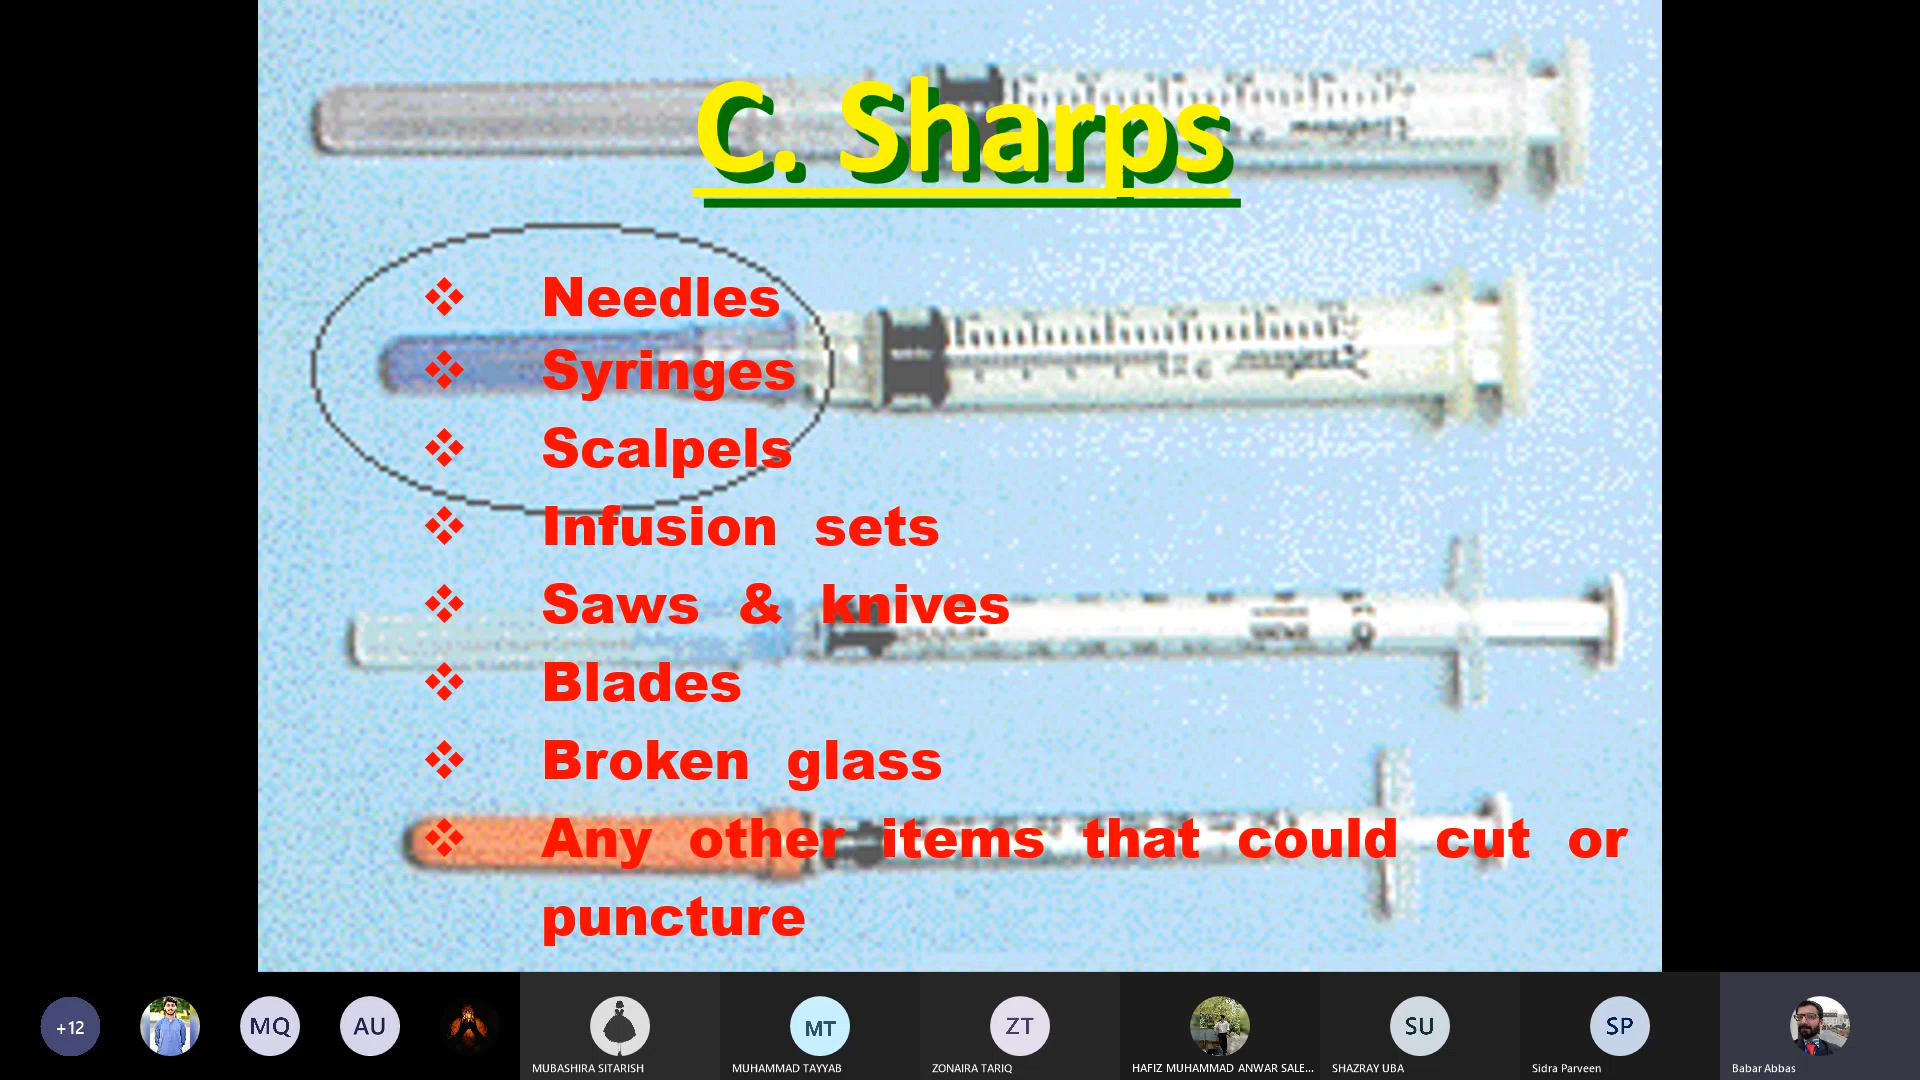 C. Sharps
❖ Needles
❖ Syringes
❖ Scalpels
❖ Infusion sets
❖ Saws & knives
❖ Blades
❖ Broken glass
❖ Any other items that could cut or
puncture
+12
MQ
AU
MT
ZT
SU
SP
MUBASHIRA SITARISH
MUHAMMAD TAYYAB
ZONAIRA TARIQ
HAFIZ MUHAMMAD ANWAR SALE...
SHAZRAY UBA
Sidra Parveen
Babar Abbas